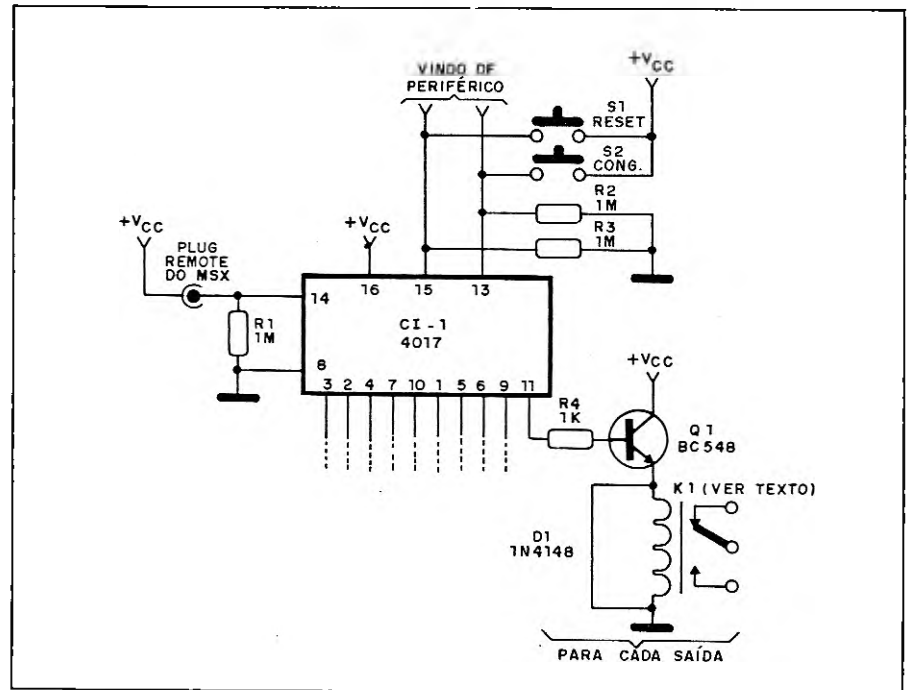 VINDO DE
PERIFÉRICO
+VCC
S1
RESET
S2
CONG.
R2
1M
R3
1M
+VCC
PLUG
REMOTE
DO MSX
+VCC
16
15
13
14
R1
1M
CI-1
4017
8
3 2 4 7 10 1 5 6 9 11
R4
1K
+VCC
Q1
BC548
K1 (VER TEXTO)
D1
1N4148
PARA CADA SAÍDA